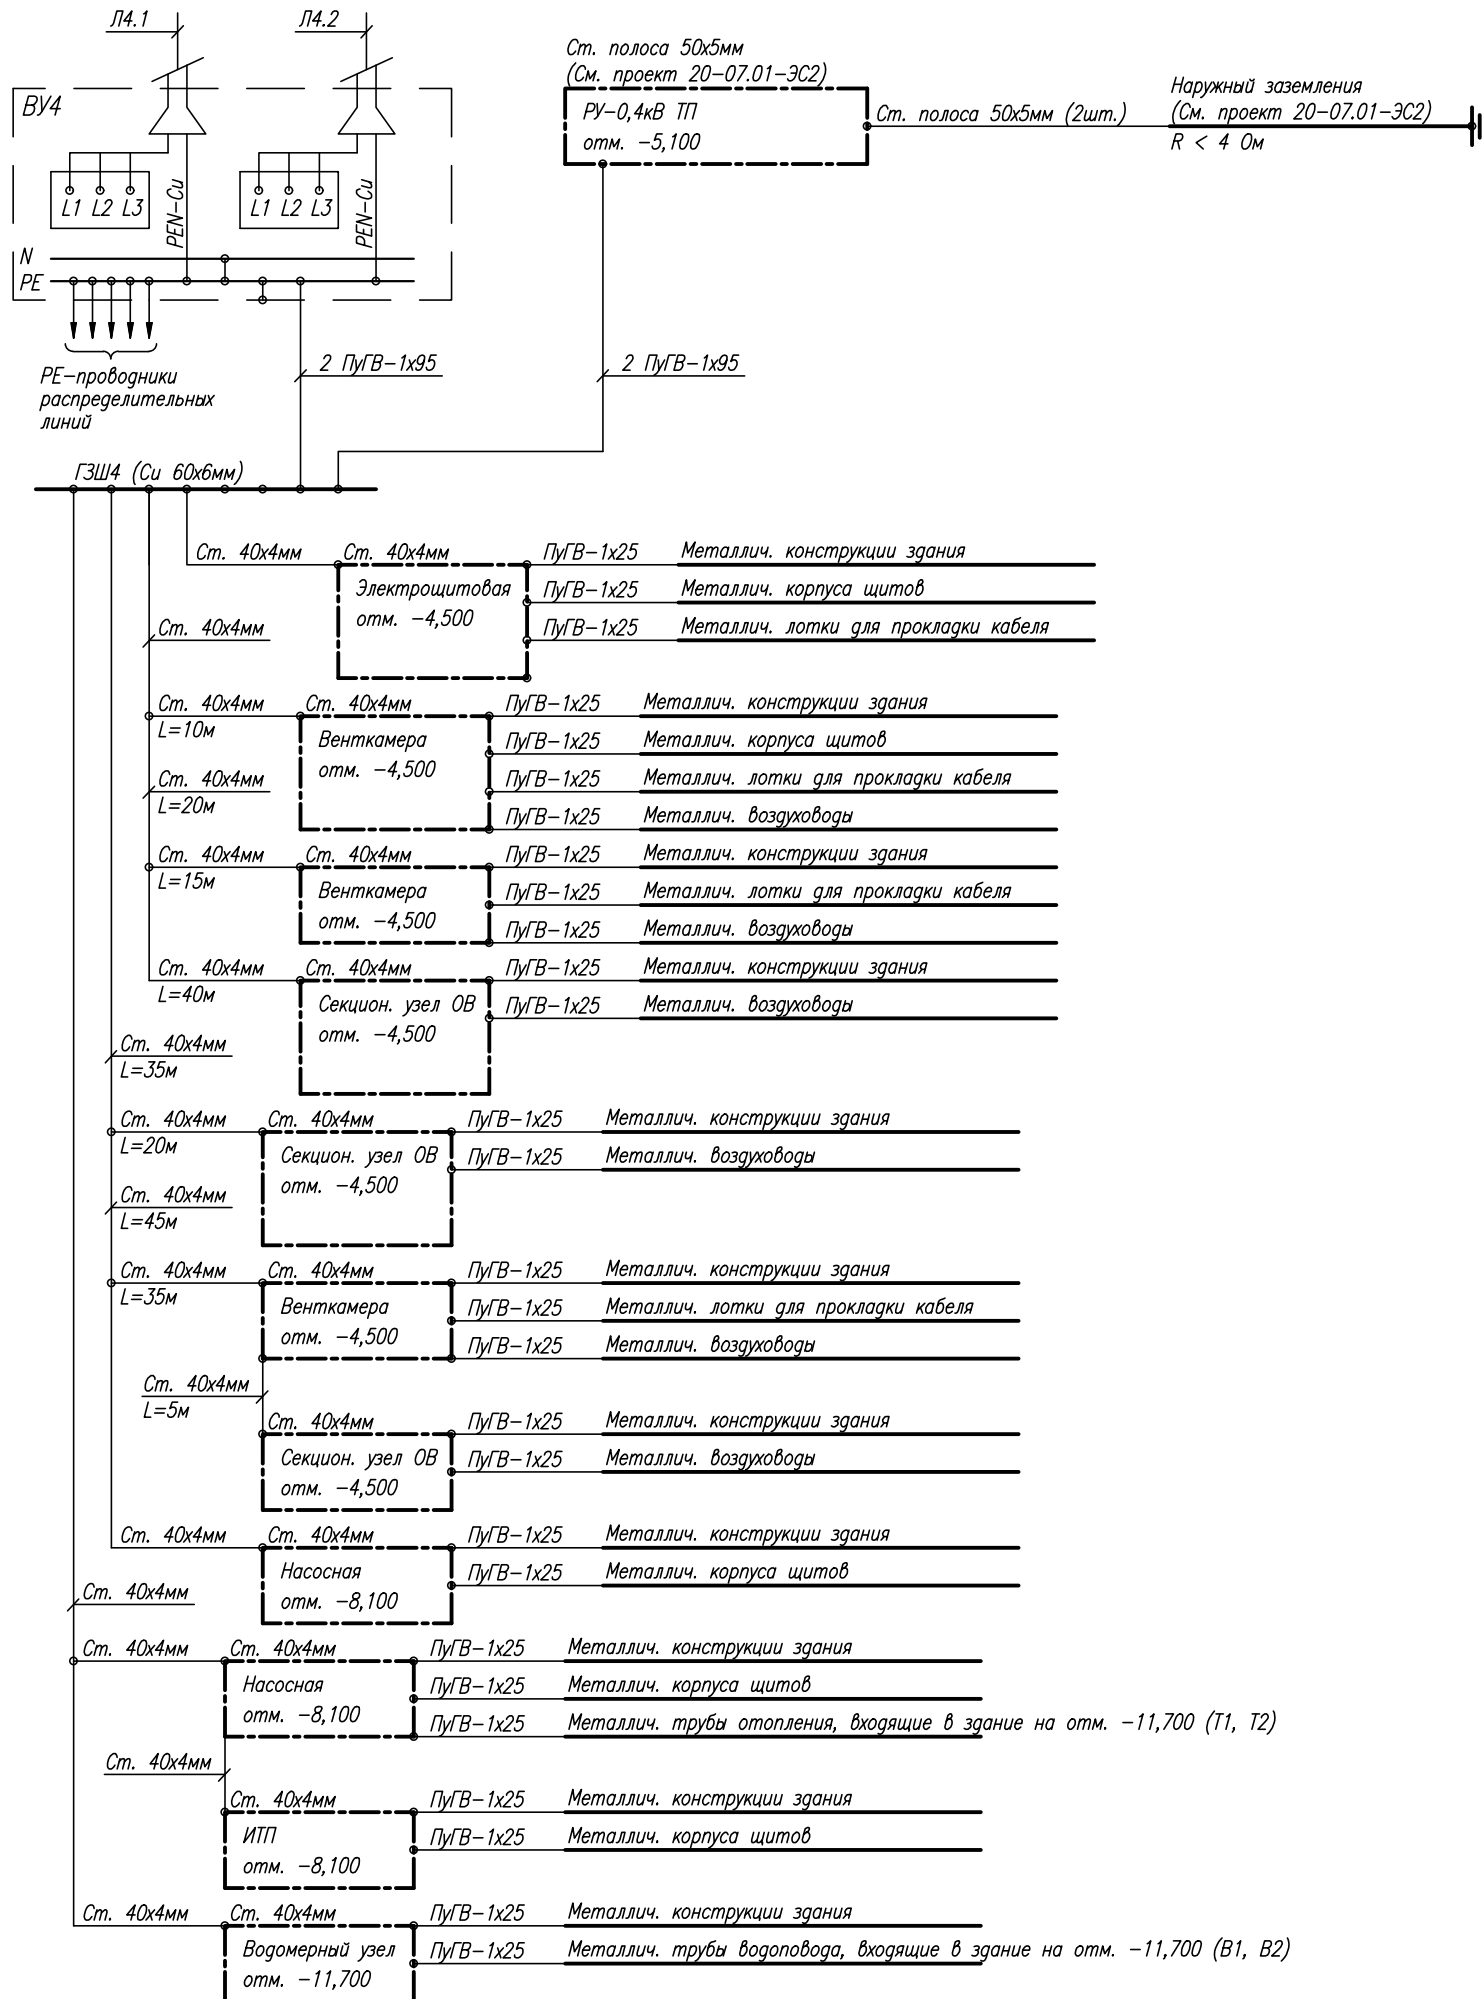 Л4.1
Л4.2
Ст. полоса 50х5мм
(См. проект 20-07.01-ЭС2)
ВУ4
РУ-0,4кВ ТП
отм. -5,100
Ст. полоса 50х5мм (2шт.)
Наружный заземления
(См. проект 20-07.01-ЭС2)
R < 4 Ом
L1 L2 L3
PEN-Cu
L1 L2 L3
PEN-Cu
N
PE
2 ПуГВ-1х95
2 ПуГВ-1х95
РЕ-проводники
распределительных
линий
ГЗШ4 (Cu 60х6мм)
Ст. 40х4мм
Ст. 40х4мм
Электрощитовая
отм. -4,500
ПуГВ-1х25 Металлич. конструкции здания
ПуГВ-1х25 Металлич. корпуса щитов
ПуГВ-1х25 Металлич. лотки для прокладки кабеля
Ст. 40х4мм
Ст. 40х4мм
L=10м
Ст. 40х4мм
Венткамера
отм. -4,500
ПуГВ-1х25 Металлич. конструкции здания
ПуГВ-1х25 Металлич. корпуса щитов
ПуГВ-1х25 Металлич. лотки для прокладки кабеля
ПуГВ-1х25 Металлич. воздуховоды
Ст. 40х4мм
L=20м
Ст. 40х4мм
L=15м
Ст. 40х4мм
Венткамера
отм. -4,500
ПуГВ-1х25 Металлич. конструкции здания
ПуГВ-1х25 Металлич. лотки для прокладки кабеля
ПуГВ-1х25 Металлич. воздуховоды
Ст. 40х4мм
L=40м
Ст. 40х4мм
Секцион. узел ОВ
отм. -4,500
ПуГВ-1х25 Металлич. конструкции здания
ПуГВ-1х25 Металлич. воздуховоды
Ст. 40х4мм
L=35м
Ст. 40х4мм
L=20м
Ст. 40х4мм
Секцион. узел ОВ
отм. -4,500
ПуГВ-1х25 Металлич. конструкции здания
ПуГВ-1х25 Металлич. воздуховоды
Ст. 40х4мм
L=45м
Ст. 40х4мм
L=35м
Ст. 40х4мм
Венткамера
отм. -4,500
ПуГВ-1х25 Металлич. конструкции здания
ПуГВ-1х25 Металлич. лотки для прокладки кабеля
ПуГВ-1х25 Металлич. воздуховоды
Ст. 40х4мм
L=5м
Ст. 40х4мм
Секцион. узел ОВ
отм. -4,500
ПуГВ-1х25 Металлич. конструкции здания
ПуГВ-1х25 Металлич. воздуховоды
Ст. 40х4мм
Ст. 40х4мм
Насосная
отм. -8,100
ПуГВ-1х25 Металлич. конструкции здания
ПуГВ-1х25 Металлич. корпуса щитов
Ст. 40х4мм
Ст. 40х4мм
Ст. 40х4мм
Насосная
отм. -8,100
ПуГВ-1х25 Металлич. конструкции здания
ПуГВ-1х25 Металлич. корпуса щитов
ПуГВ-1х25 Металлич. трубы отопления, входящие в здание на отм. -11,700 (Т1, Т2)
Ст. 40х4мм
Ст. 40х4мм
ИТП
отм. -8,100
ПуГВ-1х25 Металлич. конструкции здания
ПуГВ-1х25 Металлич. корпуса щитов
Ст. 40х4мм
Ст. 40х4мм
Водомерный узел
отм. -11,700
ПуГВ-1х25 Металлич. конструкции здания
ПуГВ-1х25 Металлич. трубы водоповода, входящие в здание на отм. -11,700 (В1, В2)